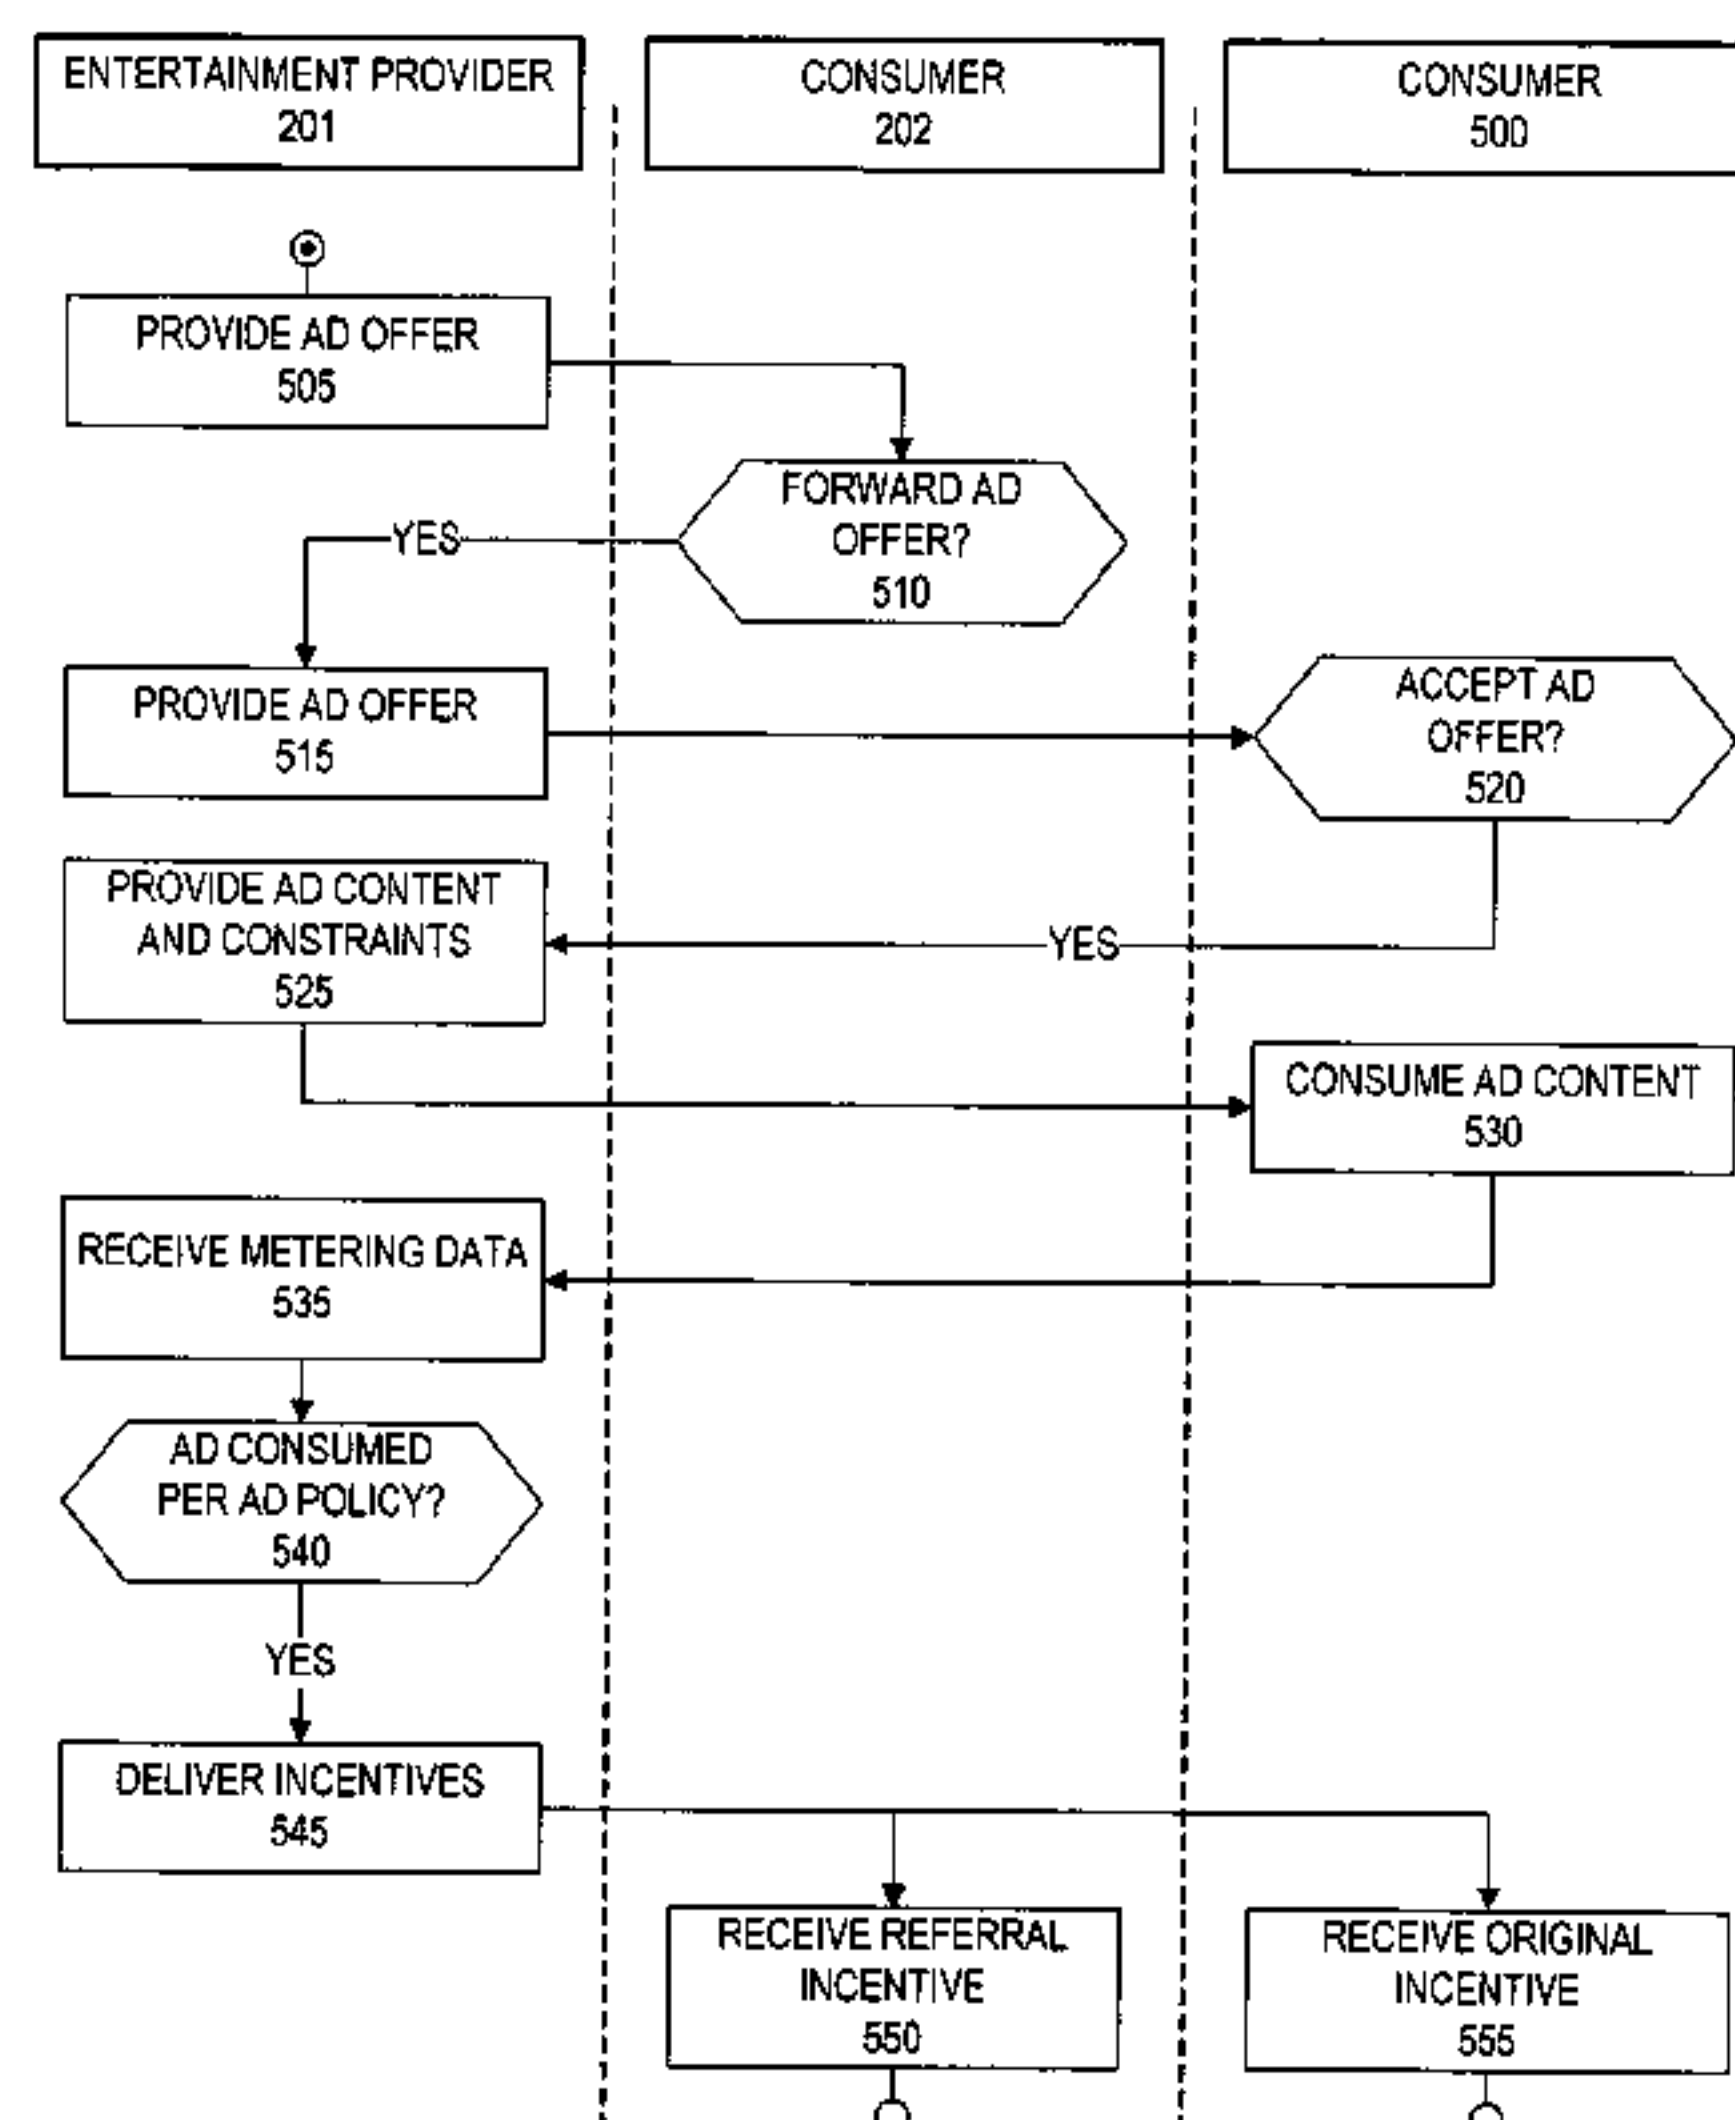 ENTERTAINMENT PROVIDER
201
CONSUMER
202
CONSUMER
500
PROVIDE AD OFFER
505
FORWARD AD
OFFER?
510
YES
PROVIDE AD OFFER
515
ACCEPT AD
OFFER?
520
PROVIDE AD CONTENT
AND CONSTRAINTS
525
YES
CONSUME AD CONTENT
530
RECEIVE METERING DATA
535
AD CONSUMED
PER AD POLICY?
540
YES
DELIVER INCENTIVES
545
RECEIVE REFERRAL
INCENTIVE
550
RECEIVE ORIGINAL
INCENTIVE
555